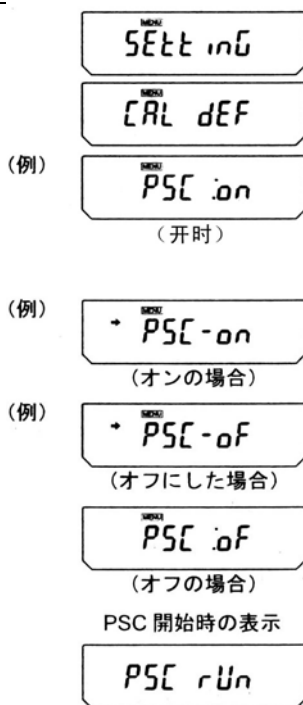 MENU
SEtt inG
MENU
CAL dEF
(例)
MENU
PSC .on
（开时）
(例)
MENU
➧ PSC-on
(オンの場合)
(例)
MENU
➧ PSC-oF
(オフにした場合)
MENU
PSC .oF
(オフの場合)
PSC 開始時の表示
PSC rUn